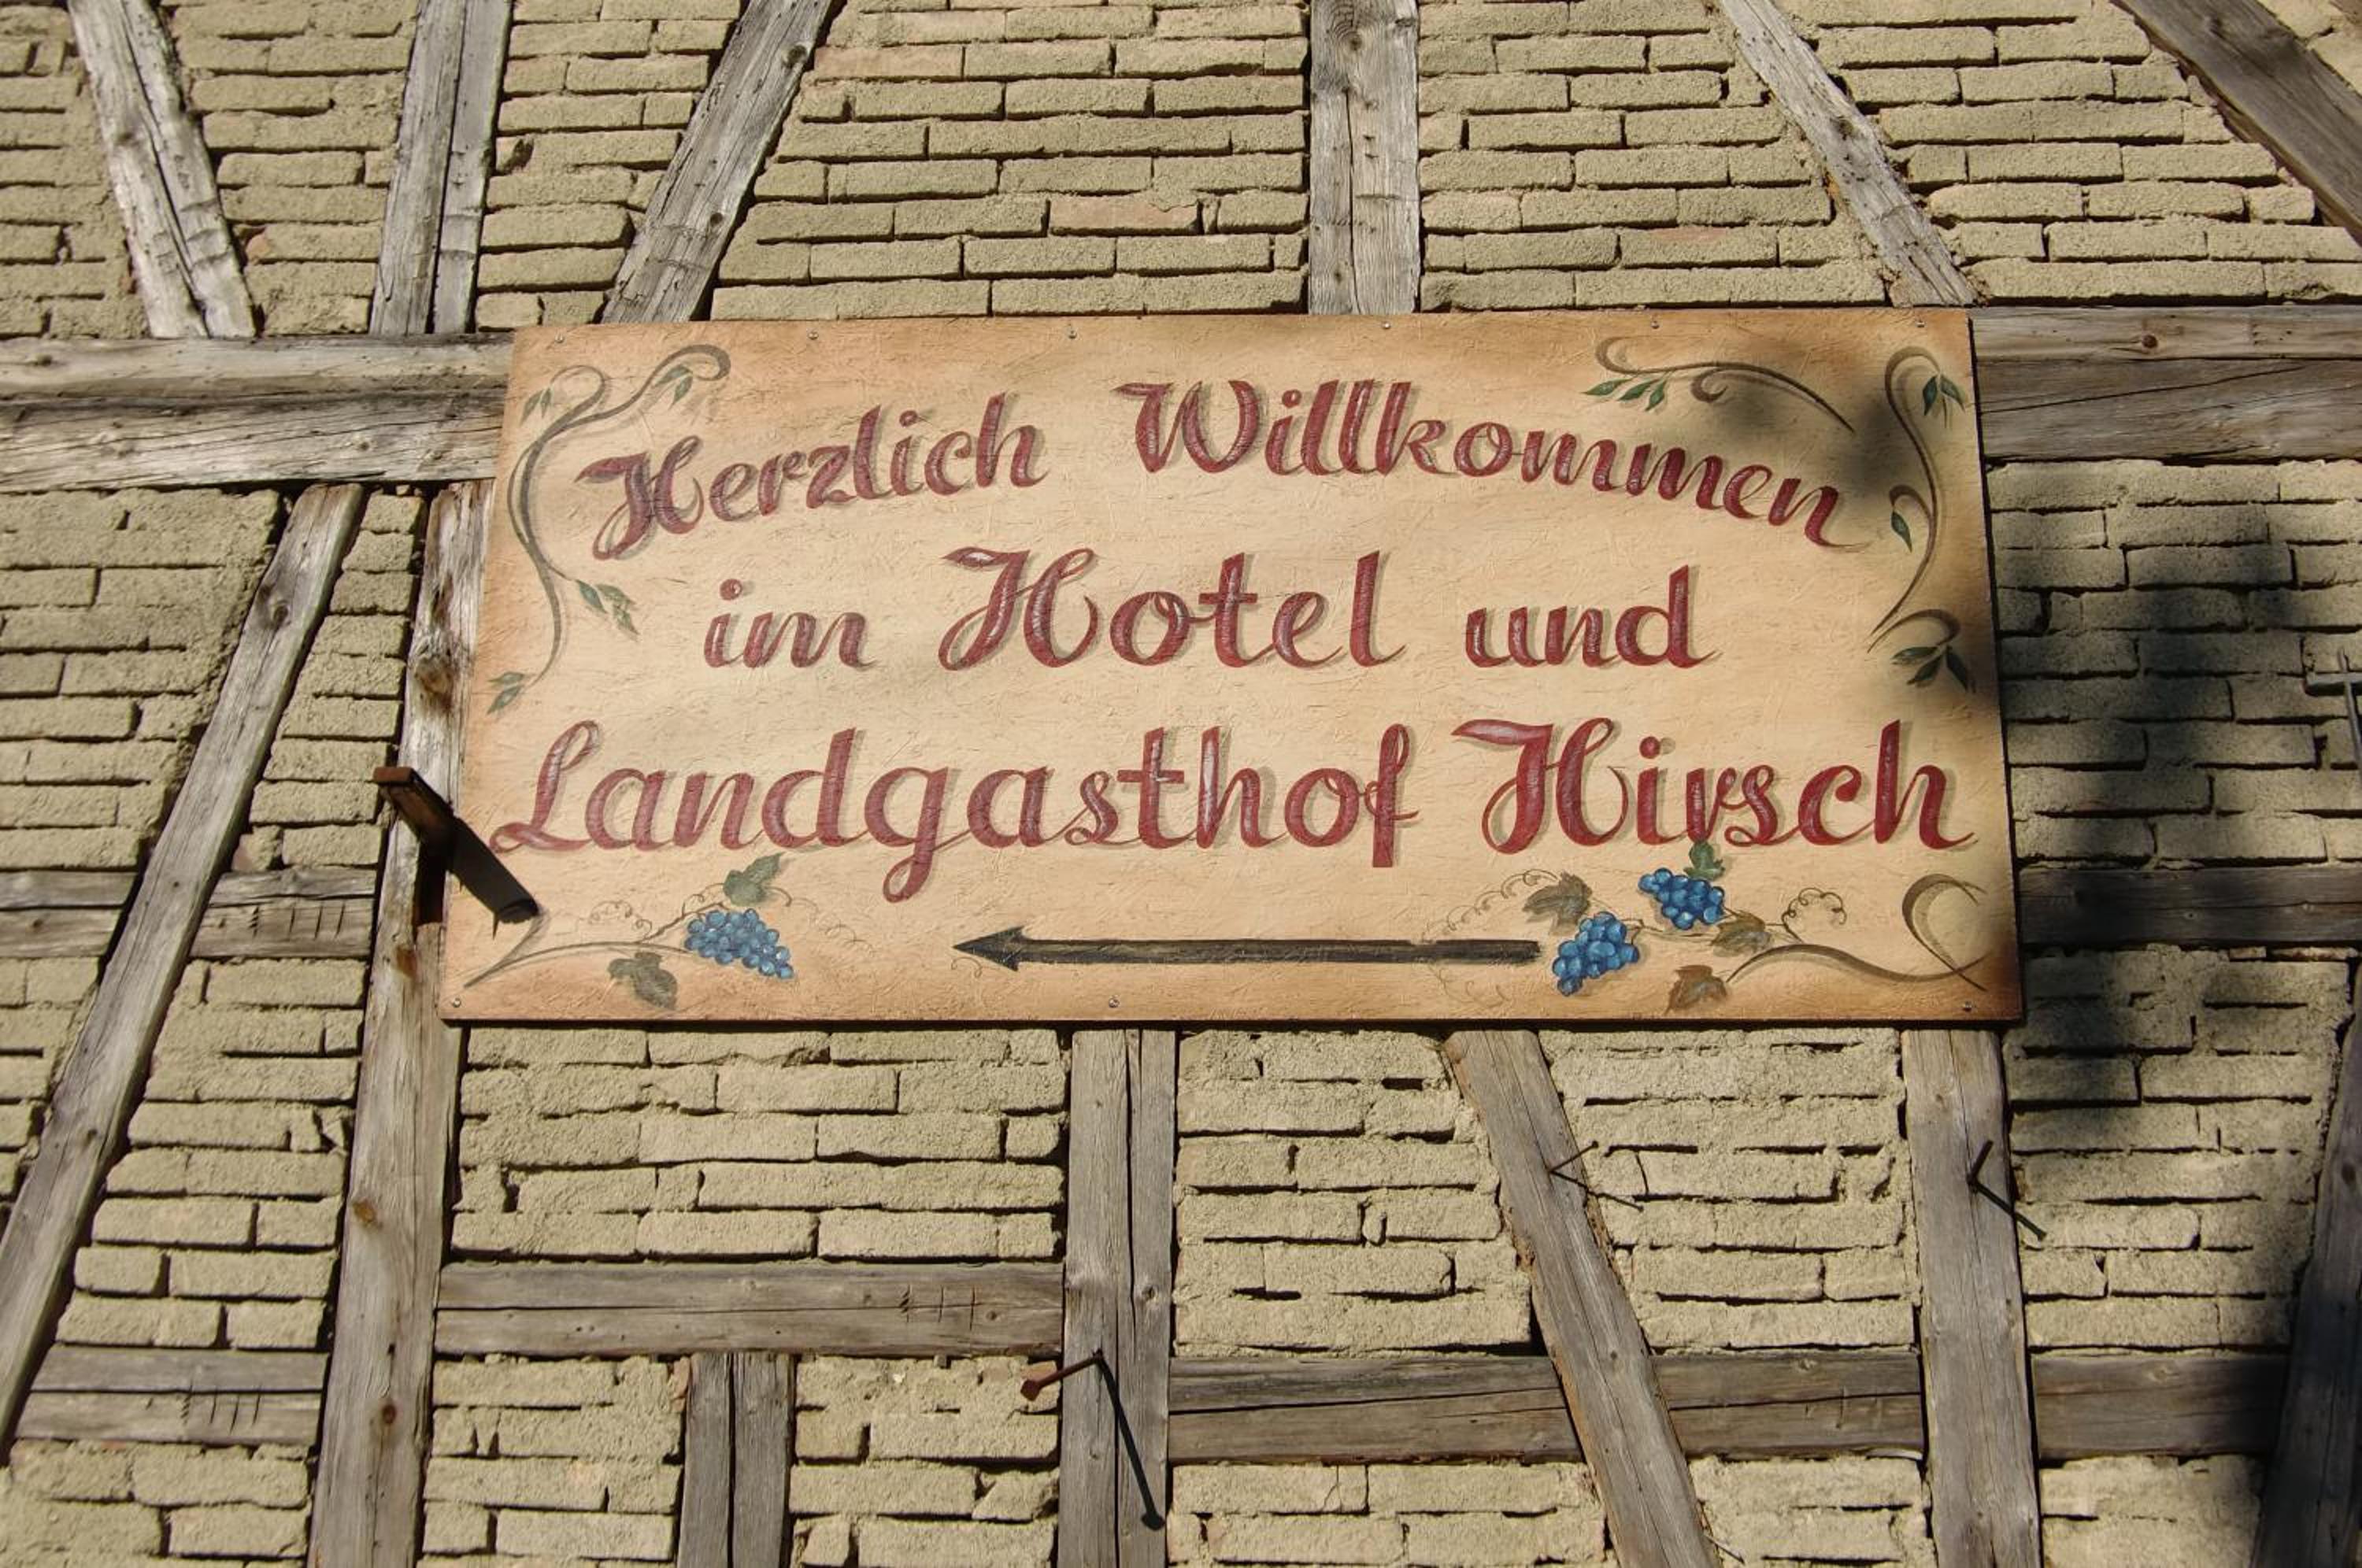 Herzlich Willkommen
im Hotel und
Landgasthof Hirsch